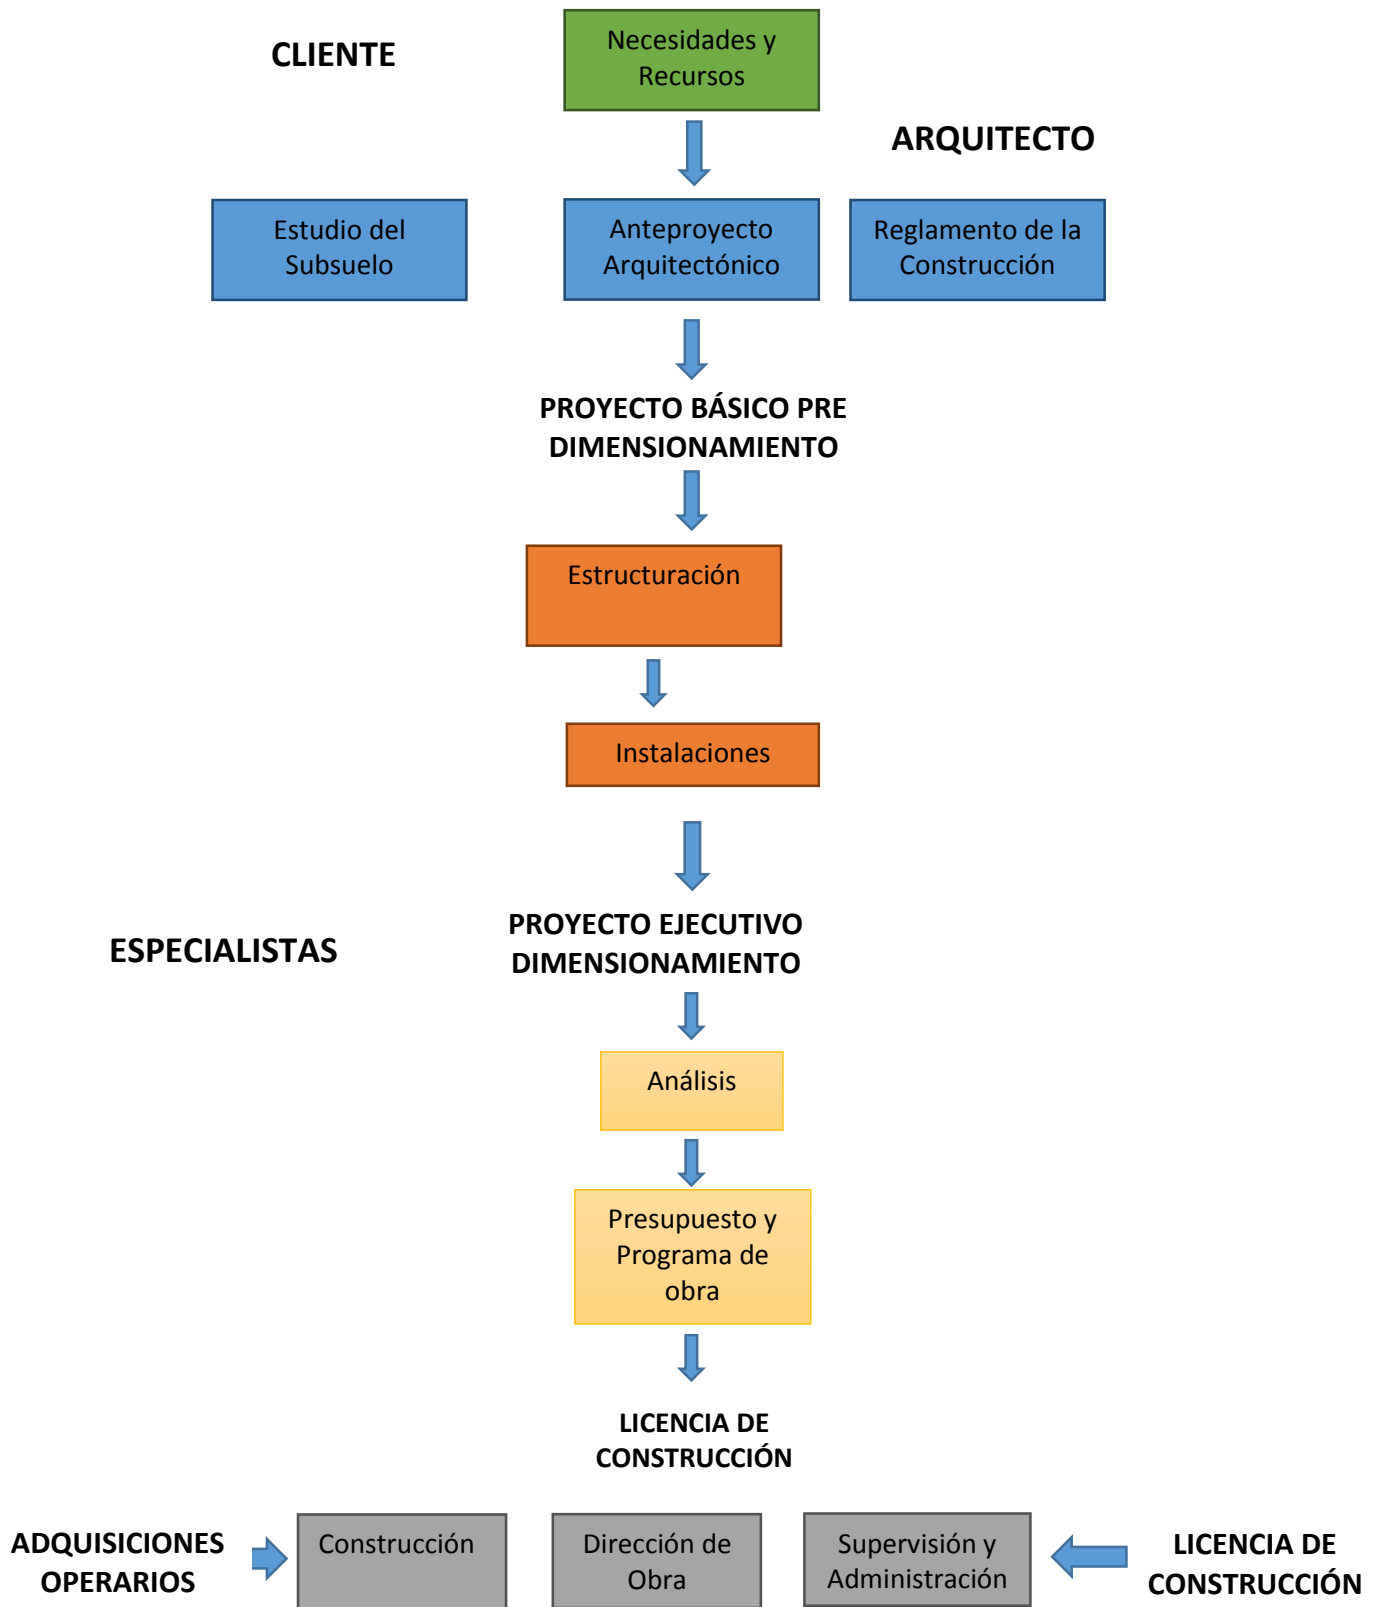 CLIENTE
Necesidades y
Recursos
ARQUITECTO
Estudio del
Subsuelo
Anteproyecto
Arquitectónico
Reglamento de la
Construcción
PROYECTO BÁSICO PRE
DIMENSIONAMIENTO
Estructuración
Instalaciones
ESPECIALISTAS
PROYECTO EJECUTIVO
DIMENSIONAMIENTO
Análisis
Presupuesto y
Programa de
obra
LICENCIA DE
CONSTRUCCIÓN
ADQUISICIONES
OPERARIOS
Construcción
Dirección de
Obra
Supervisión y
Administración
LICENCIA DE
CONSTRUCCIÓN